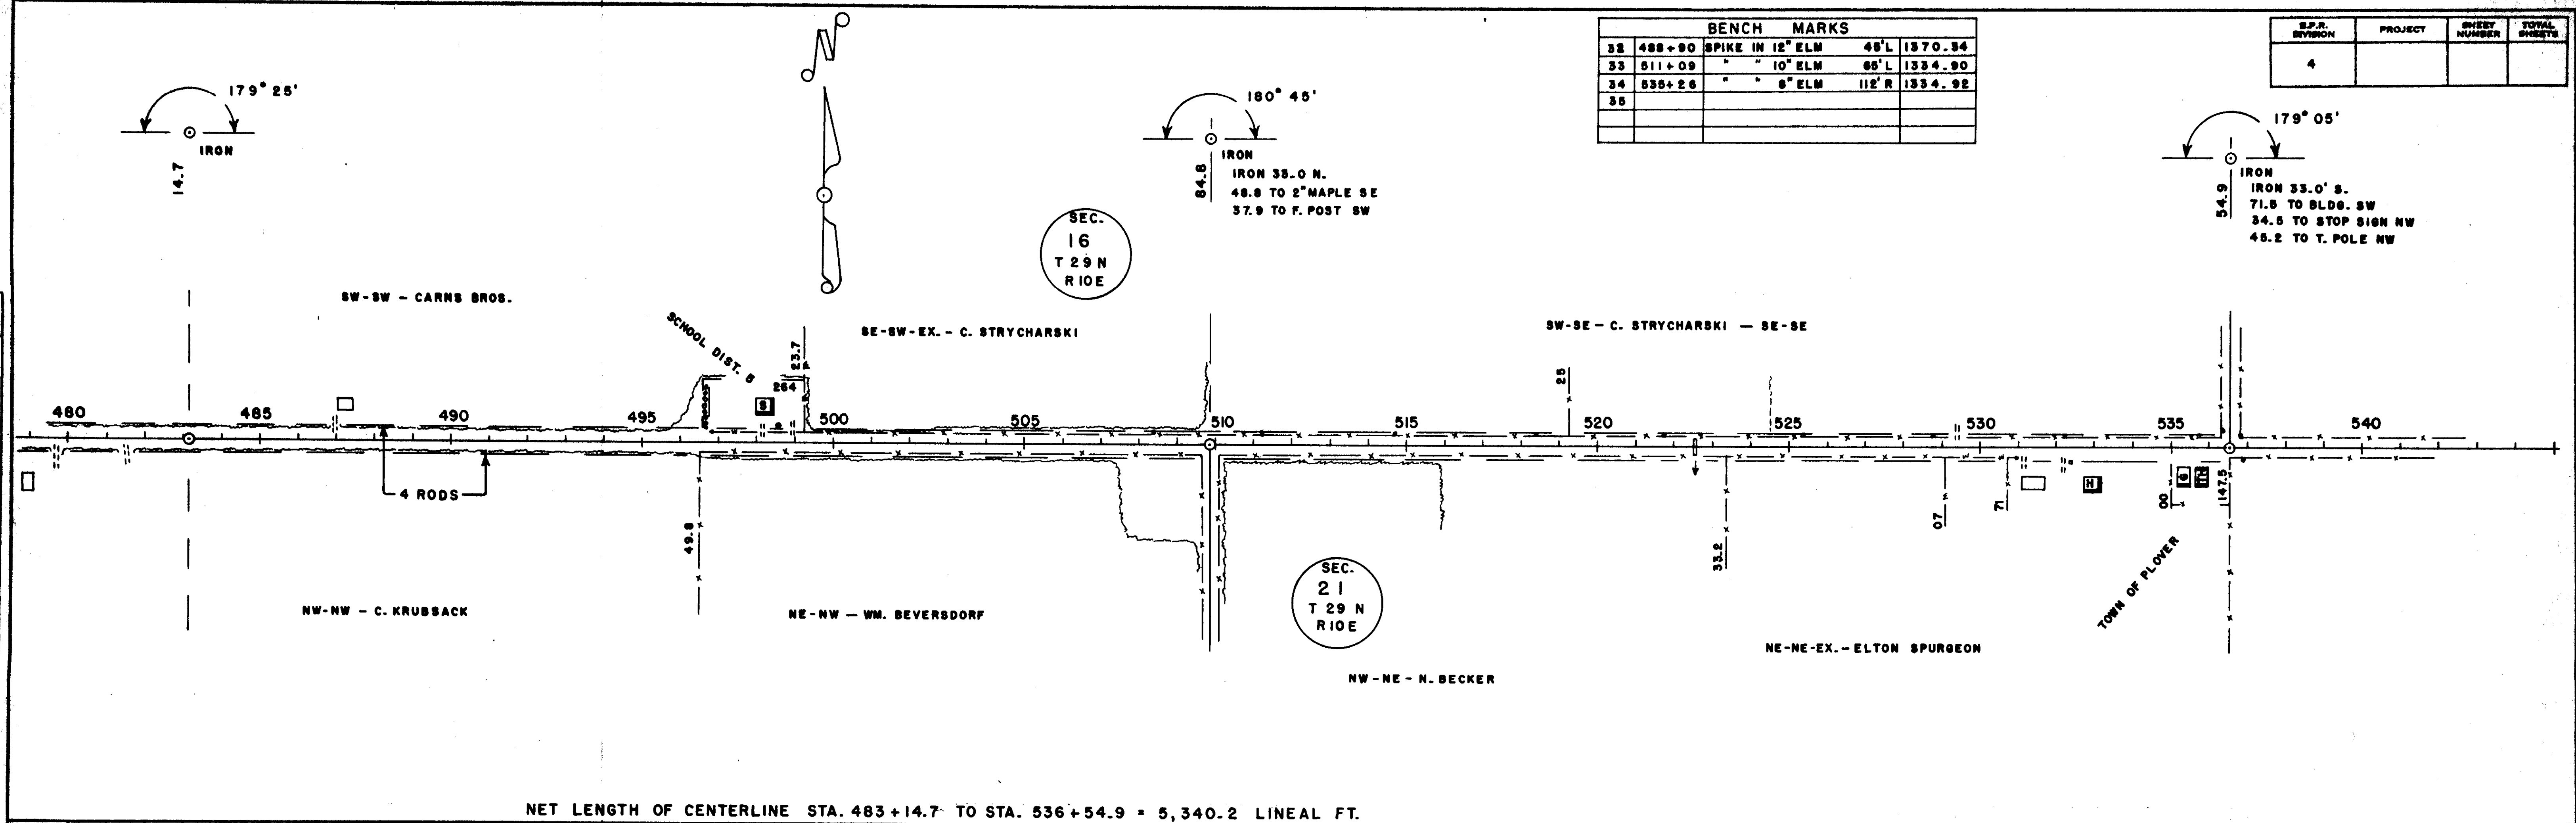 BENCH MARKS
32 488+90 SPIKE IN 12" ELM 45'L 1370.34
33 511+09 " " 10" ELM 65'L 1334.90
34 535+26 " " 8" ELM 112'R 1334.92
35
B.P.R. DIVISION PROJECT SHEET NUMBER TOTAL SHEETS
4
N
179° 25'
IRON
14.7
180° 45'
IRON
84.8
IRON 33.0 N.
48.8 TO 2" MAPLE SE
37.9 TO F. POST SW
179° 05'
IRON
54.9
IRON 33.0' S.
71.5 TO BLDG. SW
34.5 TO STOP SIGN NW
45.2 TO T. POLE NW
SEC.
16
T 29 N
R10E
SW-SW – CARNS BROS.
SCHOOL DIST. 5
23.7
264
SE-SW-EX. – C. STRYCHARSKI
SW-SE – C. STRYCHARSKI — SE-SE
25
S
480 485 490 495 500 505 510 515 520 525 530 535 540
4 RODS
49.8
33.2
07
71
H
00
G
TH
147.5
TOWN OF PLOVER
SEC.
21
T 29 N
R10E
NW-NW – C. KRUBSACK
NE-NW – WM. BEVERSDORF
NE-NE-EX. – ELTON SPURGEON
NW-NE – N. BECKER
NET LENGTH OF CENTERLINE STA. 483+14.7 TO STA. 536+54.9 = 5,340.2 LINEAL FT.